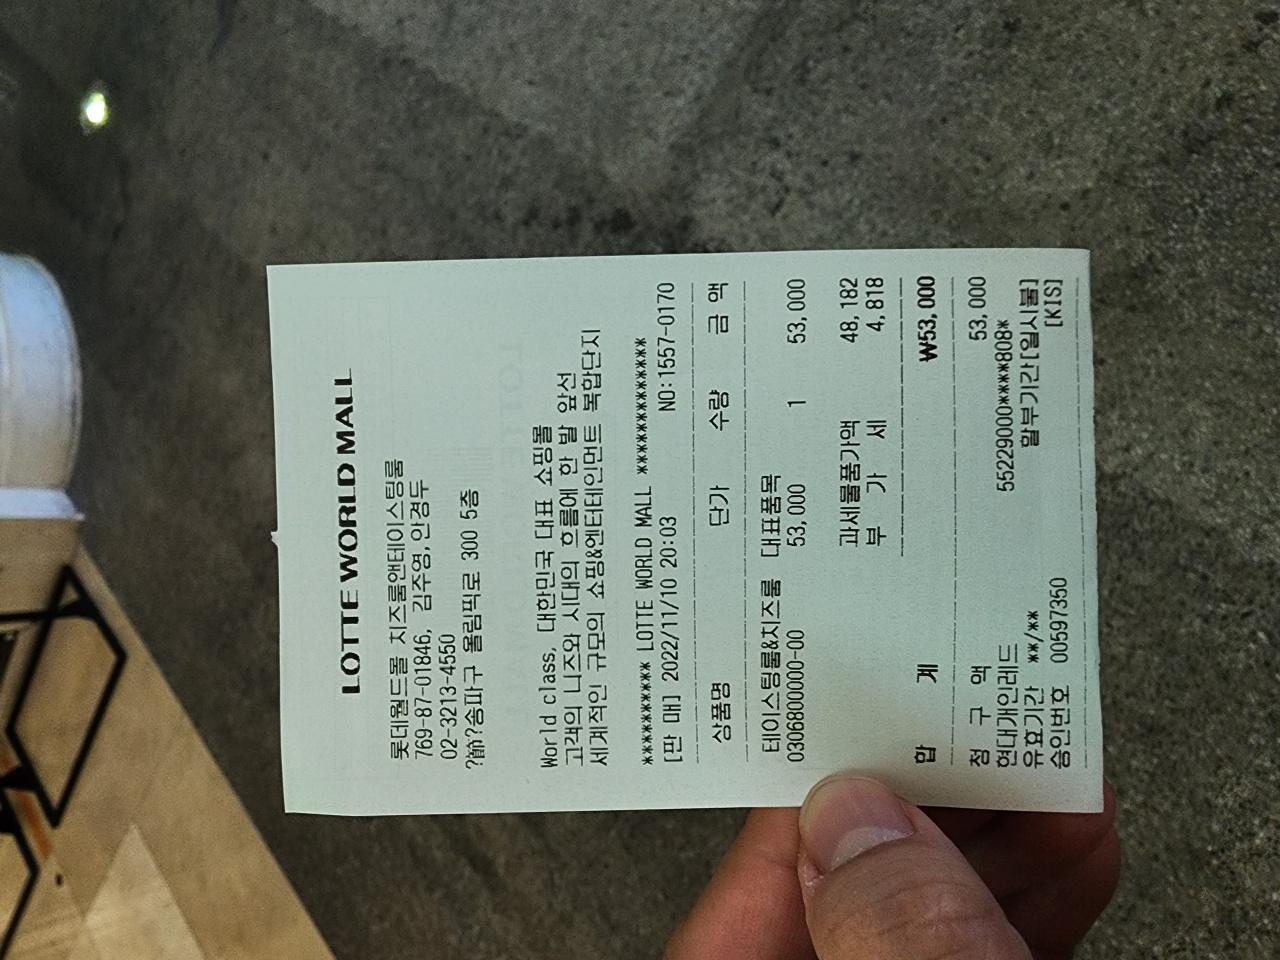 LOTTE WORLD MALL
롯데월드몰 치즈룸앤테이스팅룸
769-87-01846, 김주영,안경두
02-3213-4550
?節?송파구 올림픽로 300 5층
World class, 대한민국 대표 쇼핑몰
고객의 니즈와 시대의 흐름에 한 발 앞선
세계적인 규모의 쇼핑&엔터테인먼트 복합단지
********** LOTTE WORLD MALL **************
[판 매] 2022/11/10 20:03 NO:1557-0170
상품명 단가 수량 금 액
테이스팅룸&치즈룸 대표품목
0306800000-00 53,000 1 53,000
과세물품가액 48,182
부 가 세 4,818
합 계 ₩53,000
청 구 액 53,000
현대개인레드 55229000****808*
유효기간 **/** 할부기간[일시불]
승인번호 00597350 [KIS]